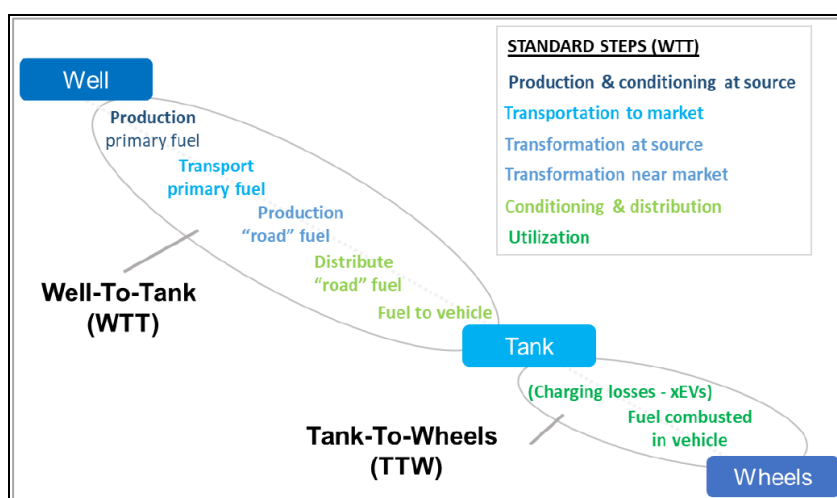 Well
Production
primary fuel
Transport
primary fuel
Production
“road” fuel
Distribute
“road” fuel
Fuel to vehicle
Well-To-Tank
(WTT)
Tank
(Charging losses - xEVs)
Fuel combusted
in vehicle
Tank-To-Wheels
(TTW)
Wheels
STANDARD STEPS (WTT)
Production & conditioning at source
Transportation to market
Transformation at source
Transformation near market
Conditioning & distribution
Utilization